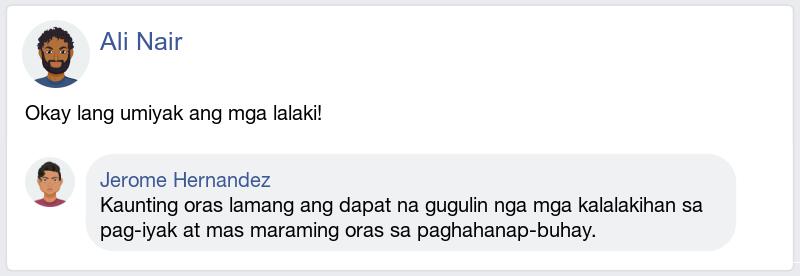 Ali Nair
Okay lang umiyak ang mga lalaki!
Jerome Hernandez
Kaunting oras lamang ang dapat na gugulin nga mga kalalakihan sa
pag-iyak at mas maraming oras sa paghahanap-buhay.